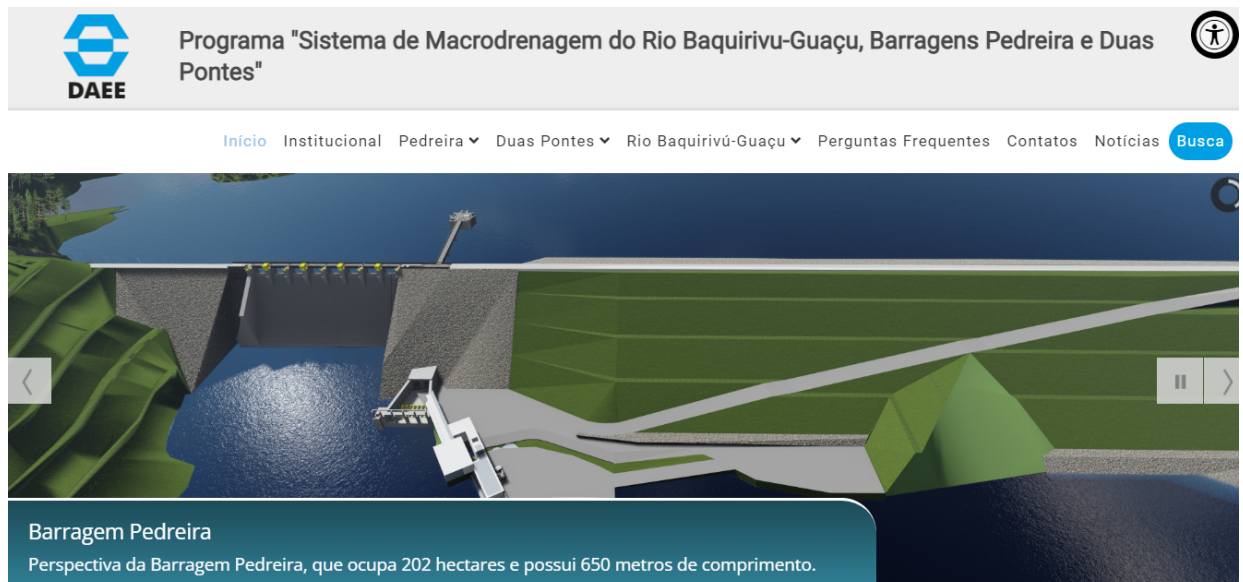 DAEE
Programa "Sistema de Macrodrenagem do Rio Baquirivu-Guaçu, Barragens Pedreira e Duas
Pontes"
Início Institucional Pedreira Duas Pontes Rio Baquirivú-Guaçu Perguntas Frequentes Contatos Notícias Busca
Barragem Pedreira
Perspectiva da Barragem Pedreira, que ocupa 202 hectares e possui 650 metros de comprimento.